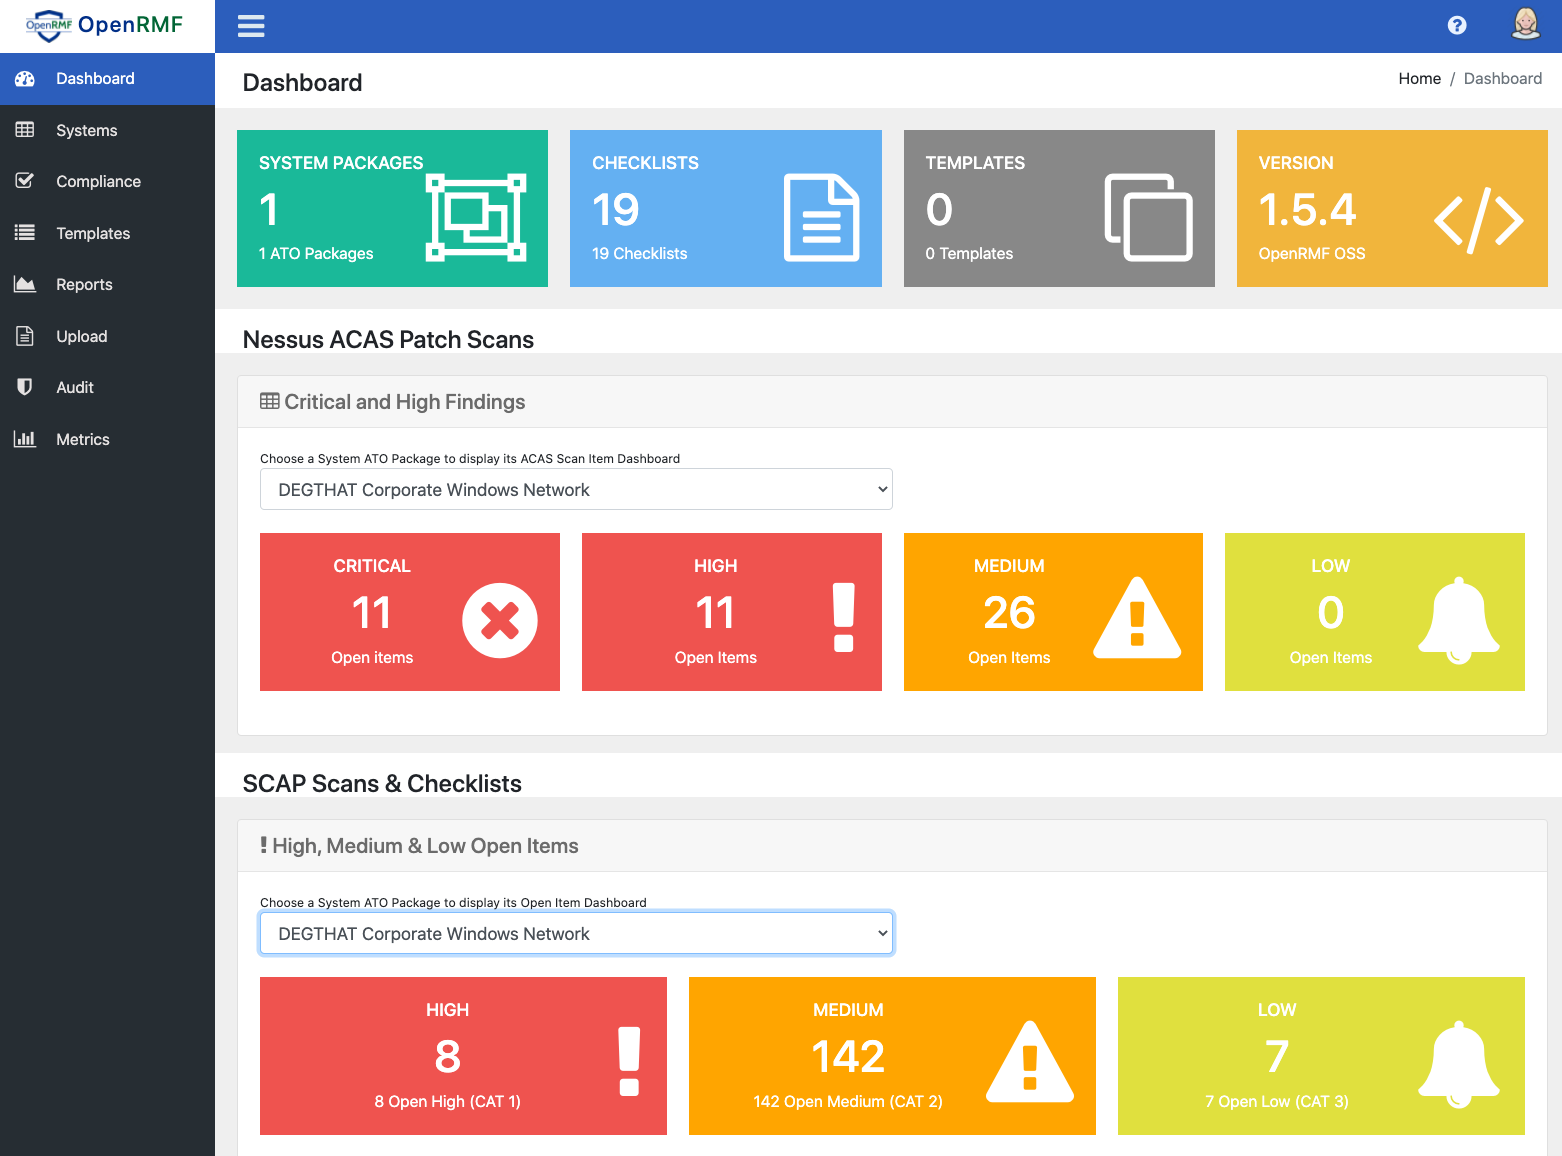 OpenRMF OpenRMF
Dashboard
Systems
Compliance
Templates
Reports
Upload
Audit
Metrics
?
Dashboard
Home / Dashboard
SYSTEM PACKAGES
1
1 ATO Packages
CHECKLISTS
19
19 Checklists
TEMPLATES
0
0 Templates
VERSION
1.5.4
OpenRMF OSS
Nessus ACAS Patch Scans
Critical and High Findings
Choose a System ATO Package to display its ACAS Scan Item Dashboard
DEGTHAT Corporate Windows Network
CRITICAL
11
Open items
HIGH
11
Open Items
MEDIUM
26
Open Items
LOW
0
Open Items
SCAP Scans & Checklists
High, Medium & Low Open Items
Choose a System ATO Package to display its Open Item Dashboard
DEGTHAT Corporate Windows Network
HIGH
8
8 Open High (CAT 1)
MEDIUM
142
142 Open Medium (CAT 2)
LOW
7
7 Open Low (CAT 3)